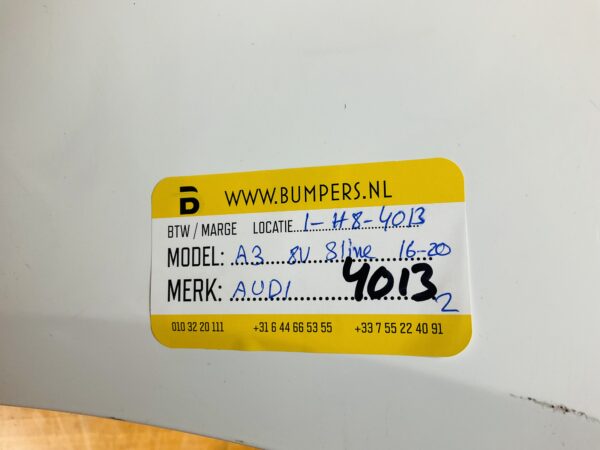 B WWW.BUMPERS.NL
BTW / MARGE LOCATIE 1-H8-4013
MODEL: A3 8V Sline 16-20
MERK: AUDI 4013 2
010 32 20 111 +31 6 44 66 53 55 +33 7 55 22 40 91